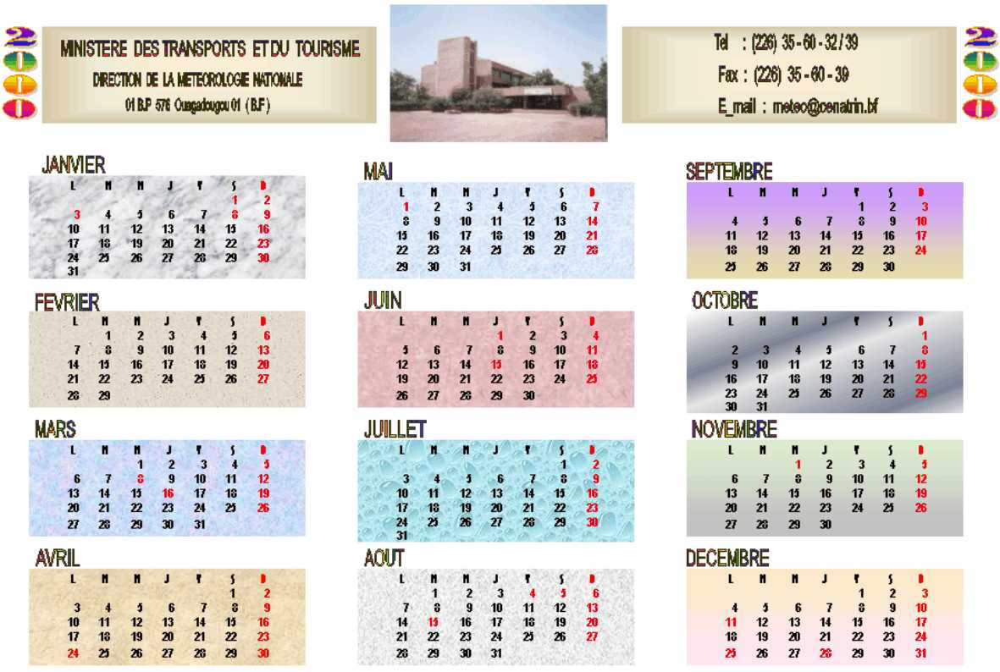 2
0
0
0
MINISTERE DES TRANSPORTS ET DU TOURISME
DIRECTION DE LA METEOROLOGIE NATIONALE
01 B.P 576 Ouagadougou 01 ( B.F )
Tel : (226) 35 - 60 - 32 / 39
Fax : (226) 35 - 60 - 39
E_mail : meteo@cenatrin.bf
2
0
0
0
JANVIER
L M M J V S D
1 2
3 4 5 6 7 8 9
10 11 12 13 14 15 16
17 18 19 20 21 22 23
24 25 26 27 28 29 30
31
FEVRIER
L M M J V S D
1 2 3 4 5 6
7 8 9 10 11 12 13
14 15 16 17 18 19 20
21 22 23 24 25 26 27
28 29
MARS
L M M J V S D
1 2 3 4 5
6 7 8 9 10 11 12
13 14 15 16 17 18 19
20 21 22 23 24 25 26
27 28 29 30 31
AVRIL
L M M J V S D
1 2
3 4 5 6 7 8 9
10 11 12 13 14 15 16
17 18 19 20 21 22 23
24 25 26 27 28 29 30
MAI
L M M J V S D
1 2 3 4 5 6 7
8 9 10 11 12 13 14
15 16 17 18 19 20 21
22 23 24 25 26 27 28
29 30 31
JUIN
L M M J V S D
1 2 3 4
5 6 7 8 9 10 11
12 13 14 15 16 17 18
19 20 21 22 23 24 25
26 27 28 29 30
JUILLET
L M M J V S D
1 2
3 4 5 6 7 8 9
10 11 12 13 14 15 16
17 18 19 20 21 22 23
24 25 26 27 28 29 30
31
AOUT
L M M J V S D
1 2 3 4 5 6
7 8 9 10 11 12 13
14 15 16 17 18 19 20
21 22 23 24 25 26 27
28 29 30 31
SEPTEMBRE
L M M J V S D
1 2 3
4 5 6 7 8 9 10
11 12 13 14 15 16 17
18 19 20 21 22 23 24
25 26 27 28 29 30
OCTOBRE
L M M J V S D
1
2 3 4 5 6 7 8
9 10 11 12 13 14 15
16 17 18 19 20 21 22
23 24 25 26 27 28 29
30 31
NOVEMBRE
L M M J V S D
1 2 3 4 5
6 7 8 9 10 11 12
13 14 15 16 17 18 19
20 21 22 23 24 25 26
27 28 29 30
DECEMBRE
L M M J V S D
1 2 3
4 5 6 7 8 9 10
11 12 13 14 15 16 17
18 19 20 21 22 23 24
25 26 27 28 29 30 31